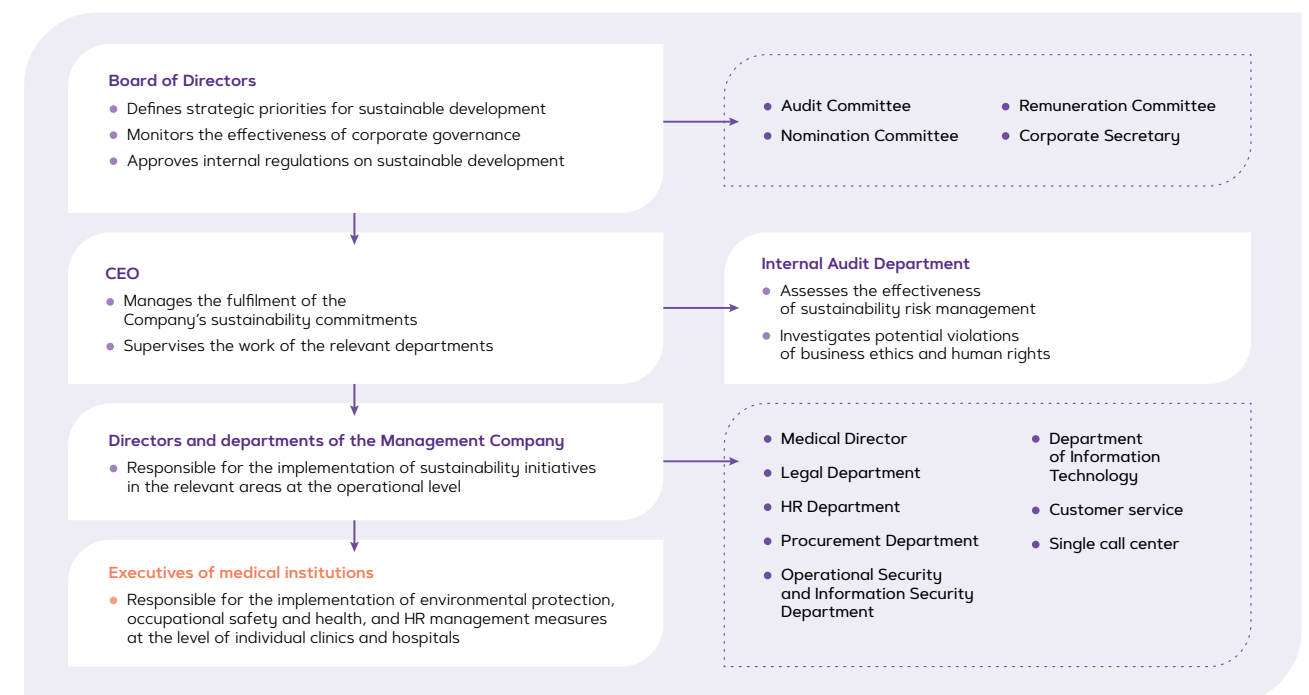 Board of Directors
Defines strategic priorities for sustainable development
Monitors the effectiveness of corporate governance
Approves internal regulations on sustainable development
Audit Committee
Nomination Committee
Remuneration Committee
Corporate Secretary
CEO
Manages the fulfilment of the
Company's sustainability commitments
Supervises the work of the relevant departments
Internal Audit Department
Assesses the effectiveness
of sustainability risk management
Investigates potential violations
of business ethics and human rights
Directors and departments of the Management Company
Responsible for the implementation of sustainability initiatives
in the relevant areas at the operational level
Medical Director
Legal Department
HR Department
Procurement Department
Operational Security
and Information Security
Department
Department
of Information
Technology
Customer service
Single call center
Executives of medical institutions
Responsible for the implementation of environmental protection,
occupational safety and health, and HR management measures
at the level of individual clinics and hospitals